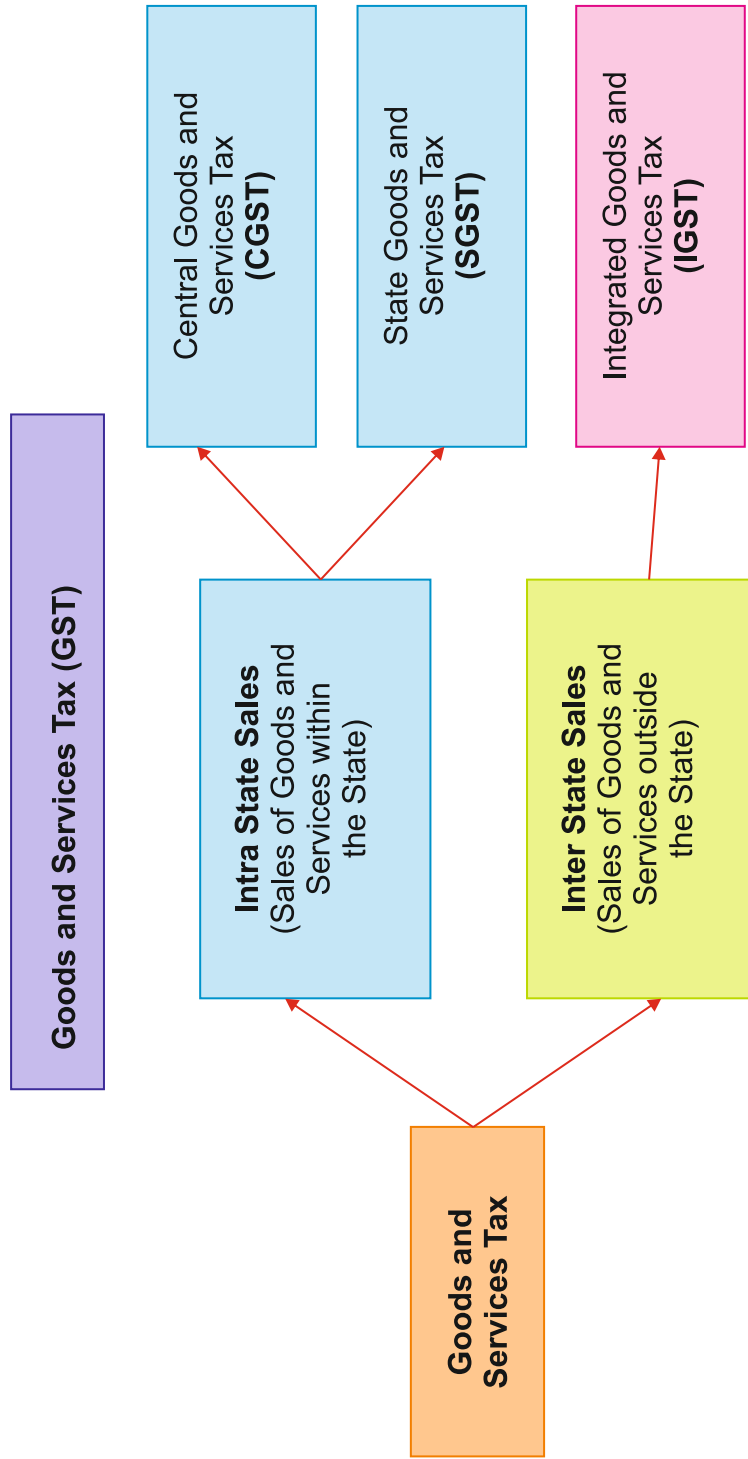 Goods and Services Tax (GST)
Goods and
Services Tax
Intra State Sales
(Sales of Goods and
Services within
the State)
Inter State Sales
(Sales of Goods and
Services outside
the State)
Central Goods and
Services Tax
(CGST)
State Goods and
Services Tax
(SGST)
Integrated Goods and
Services Tax
(IGST)